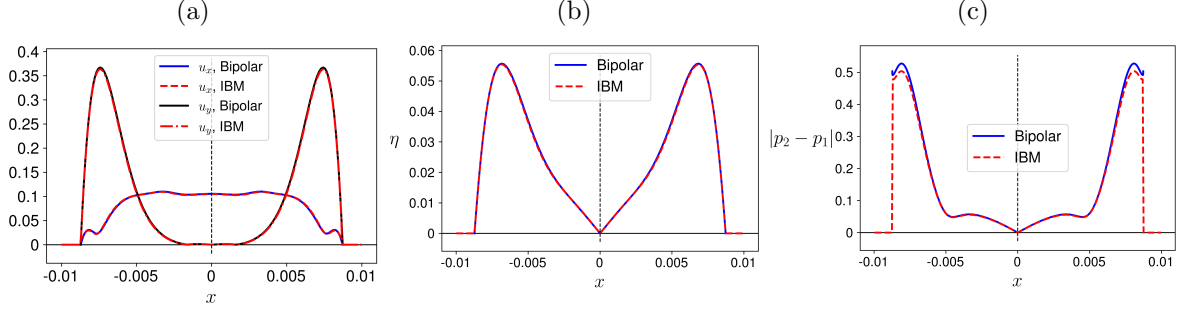 (a)
(b)
(c)
0.4
0.35
0.3
0.25
0.2
0.15
0.1
0.05
0
-0.01
-0.005
0
0.005
0.01
x
u_x, Bipolar
u_x, IBM
u_y, Bipolar
u_y, IBM
0.06
0.05
0.04
0.03
0.02
0.01
0
η
-0.01
-0.005
0
0.005
0.01
x
Bipolar
IBM
0.5
0.4
0.3
0.2
0.1
0
|p_2 − p_1|
-0.01
-0.005
0
0.005
0.01
x
Bipolar
IBM